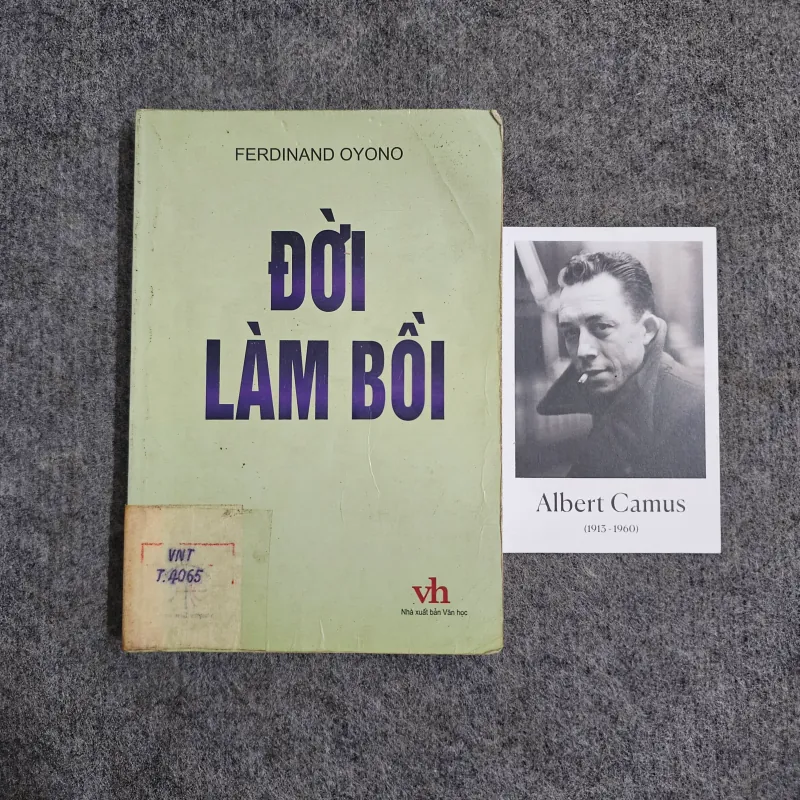 FERDINAND OYONO
ĐỜI
LÀM BỒI
VNT
T.4065
vh
Nhà xuất bản Văn học
Albert Camus
(1913-1960)